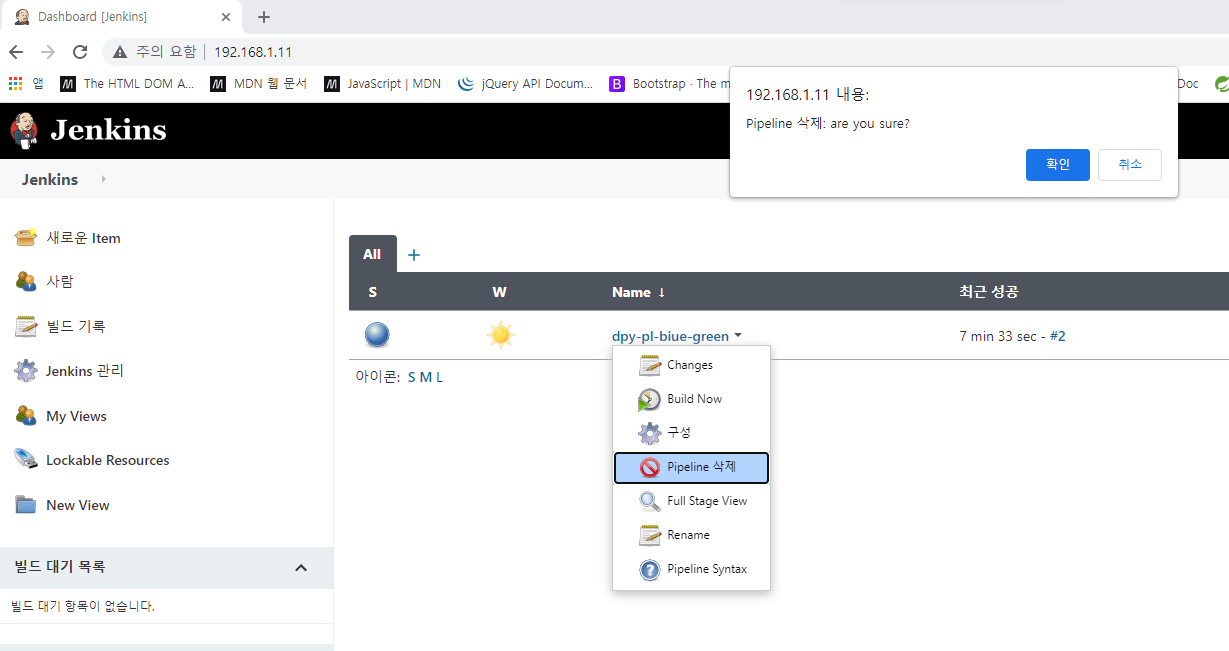 Dashboard [Jenkins]
주의 요함 192.168.1.11
앱 The HTML DOM A... MDN 웹 문서 JavaScript | MDN jQuery API Docum... Bootstrap · The m Doc
192.168.1.11 내용:
Pipeline 삭제: are you sure?
확인 취소
Jenkins
Jenkins
새로운 Item
사람
빌드 기록
Jenkins 관리
My Views
Lockable Resources
New View
빌드 대기 목록
빌드 대기 항목이 없습니다.
All +
S W Name ↓ 최근 성공
dpy-pl-biue-green 7 min 33 sec - #2
아이콘: S M L
Changes
Build Now
구성
Pipeline 삭제
Full Stage View
Rename
Pipeline Syntax